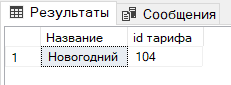 Результаты Сообщения
Название id тарифа
1 Новогодний 104